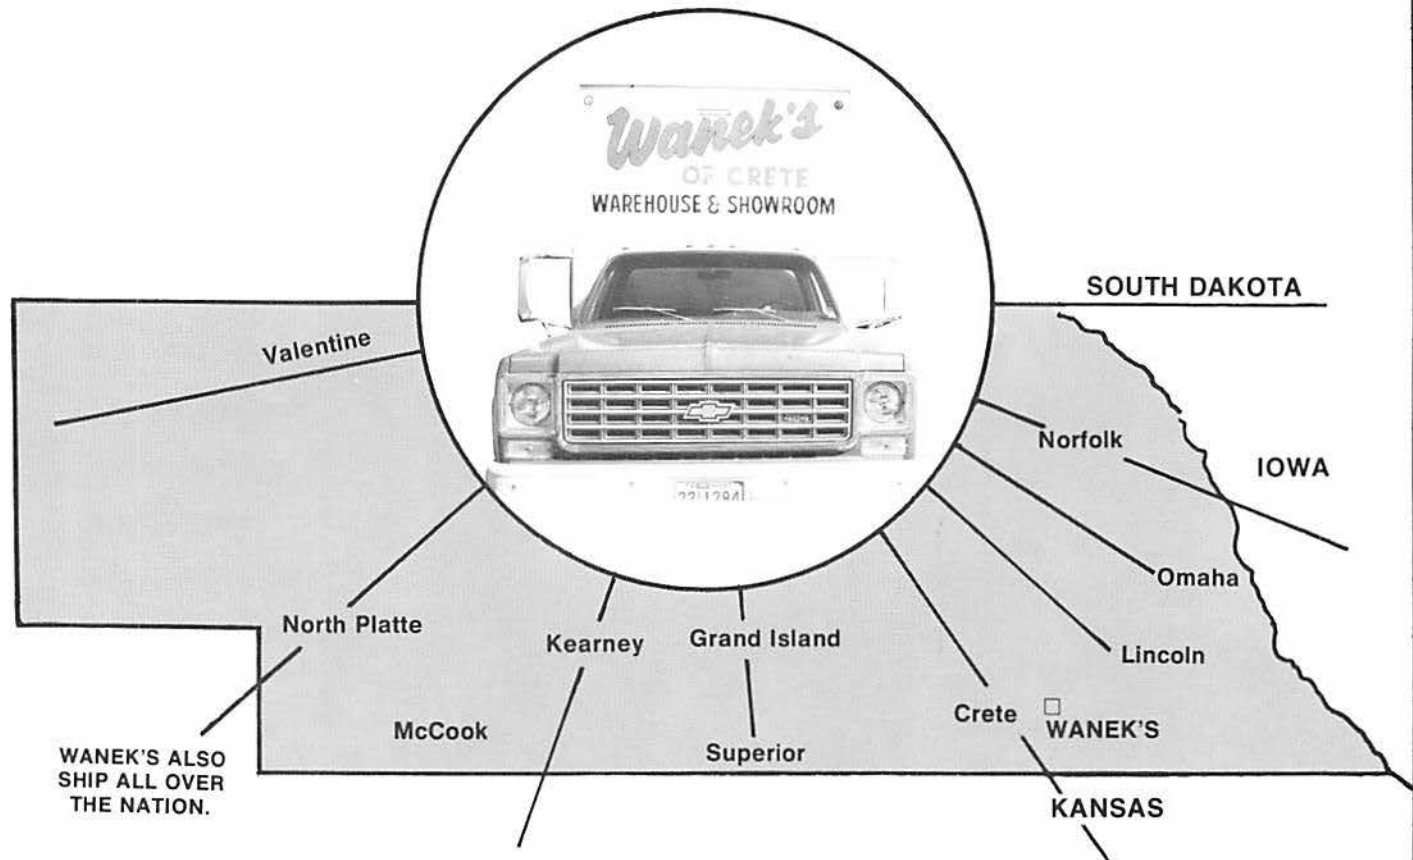 Wanek's
OF CRETE
WAREHOUSE & SHOWROOM
SOUTH DAKOTA
Valentine
Norfolk
IOWA
Omaha
North Platte
Kearney
Grand Island
Lincoln
Crete
WANEK'S
McCook
Superior
WANEK'S ALSO
SHIP ALL OVER
THE NATION.
KANSAS